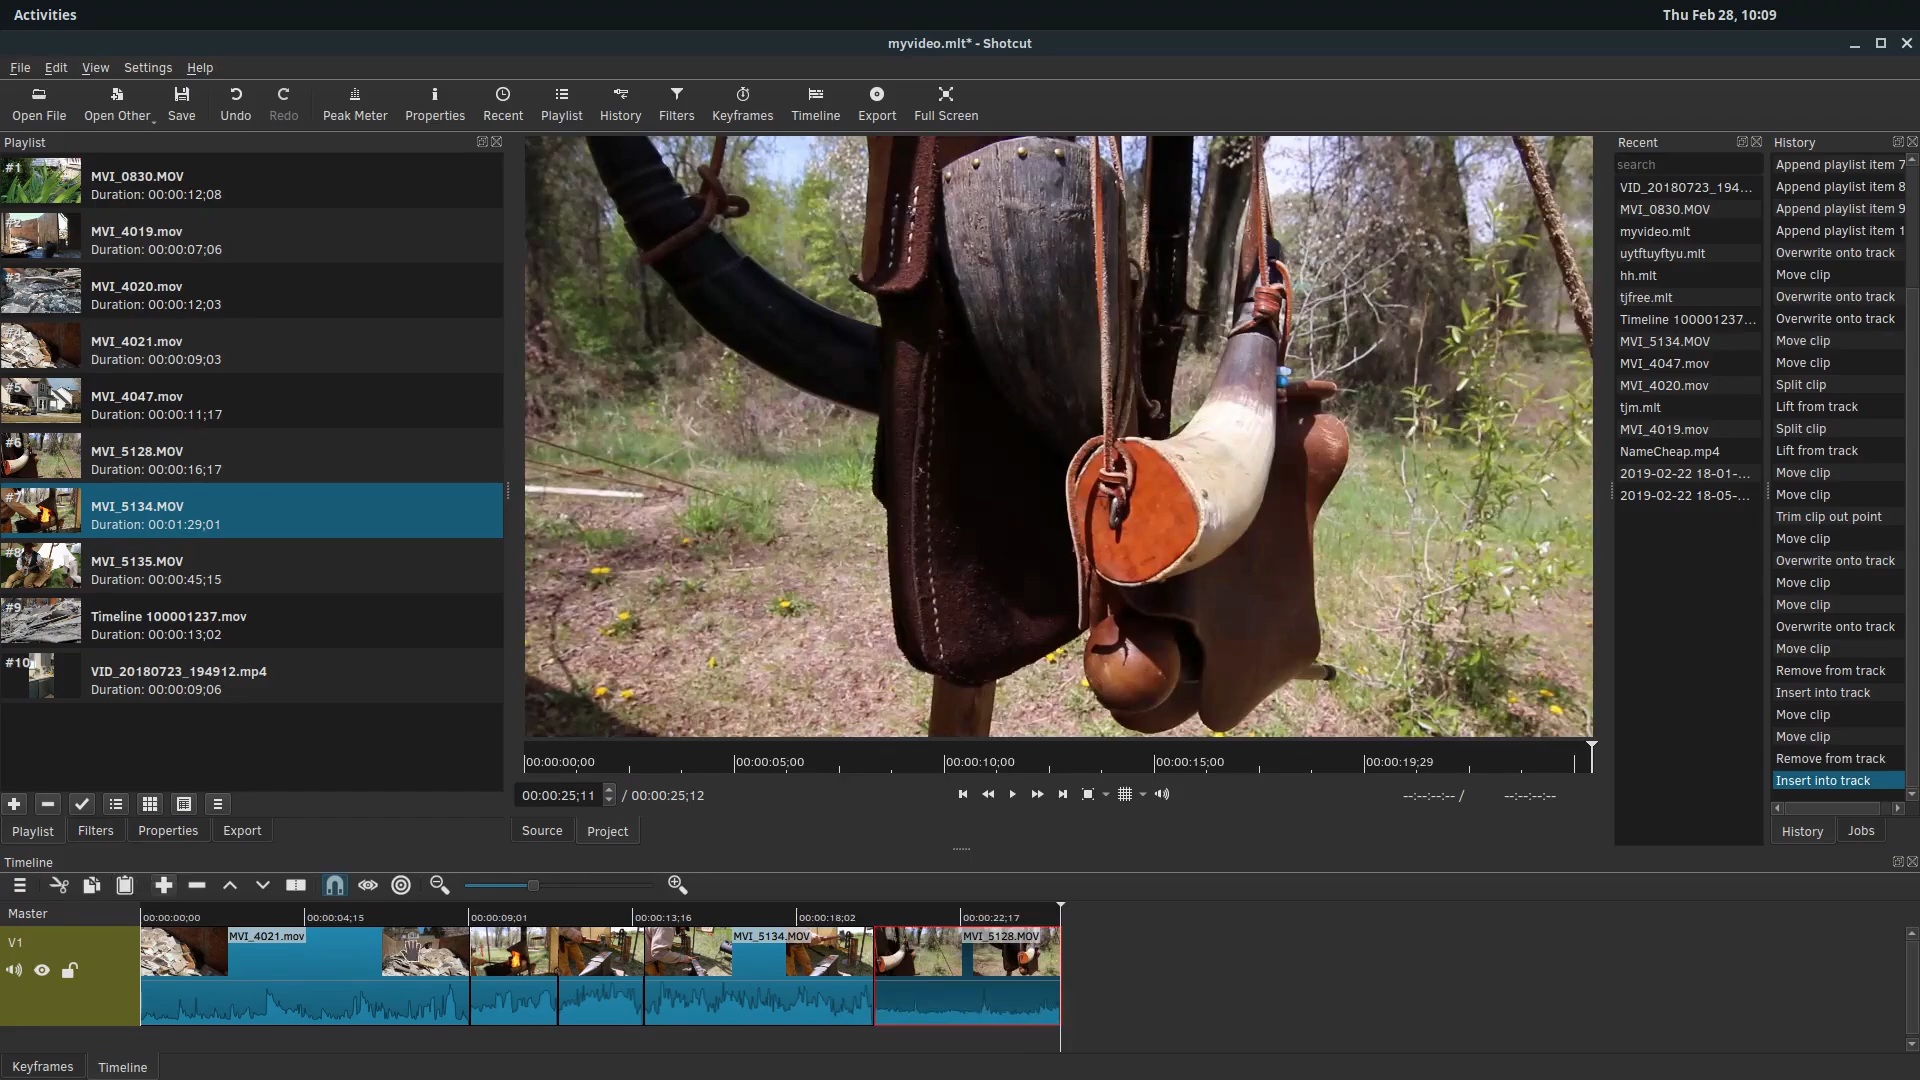 Activities
Thu Feb 28, 10:09
myvideo.mlt* - Shotcut
File Edit View Settings Help
Open File Open Other Save Undo Redo Peak Meter Properties Recent Playlist History Filters Keyframes Timeline Export Full Screen
Playlist
#1
MVI_0830.MOV
Duration: 00:00:12;08
MVI_4019.mov
Duration: 00:00:07;06
#3
MVI_4020.mov
Duration: 00:00:12;03
#4
MVI_4021.mov
Duration: 00:00:09;03
#5
MVI_4047.mov
Duration: 00:00:11;17
#6
MVI_5128.MOV
Duration: 00:00:16;17
#7
MVI_5134.MOV
Duration: 00:01:29;01
#8
MVI_5135.MOV
Duration: 00:00:45;15
#9
Timeline 100001237.mov
Duration: 00:00:13;02
#10
VID_20180723_194912.mp4
Duration: 00:00:09;06
Playlist Filters Properties Export
00:00:00;00 00:00:05;00 00:00:10;00 00:00:15;00 00:00:19;29
00:00:25;11 / 00:00:25;12
--:--:--:-- / --:--:--:--
Source Project
Recent
search
VID_20180723_194...
MVI_0830.MOV
myvideo.mlt
uytftuyftyu.mlt
hh.mlt
tjfree.mlt
Timeline 100001237...
MVI_5134.MOV
MVI_4047.mov
MVI_4020.mov
tjm.mlt
MVI_4019.mov
NameCheap.mp4
2019-02-22 18-01-...
2019-02-22 18-05-...
History
Append playlist item 7
Append playlist item 8
Append playlist item 9
Append playlist item 1
Overwrite onto track
Move clip
Overwrite onto track
Overwrite onto track
Move clip
Move clip
Split clip
Lift from track
Split clip
Lift from track
Move clip
Move clip
Trim clip out point
Move clip
Overwrite onto track
Move clip
Move clip
Overwrite onto track
Move clip
Remove from track
Insert into track
Move clip
Move clip
Remove from track
Insert into track
History Jobs
Timeline
Master
00:00:00;00 00:00:04;15 00:00:09;01 00:00:13;16 00:00:18;02 00:00:22;17
V1
MVI_4021.mov MVI_5134.MOV MVI_5128.MOV
Keyframes Timeline